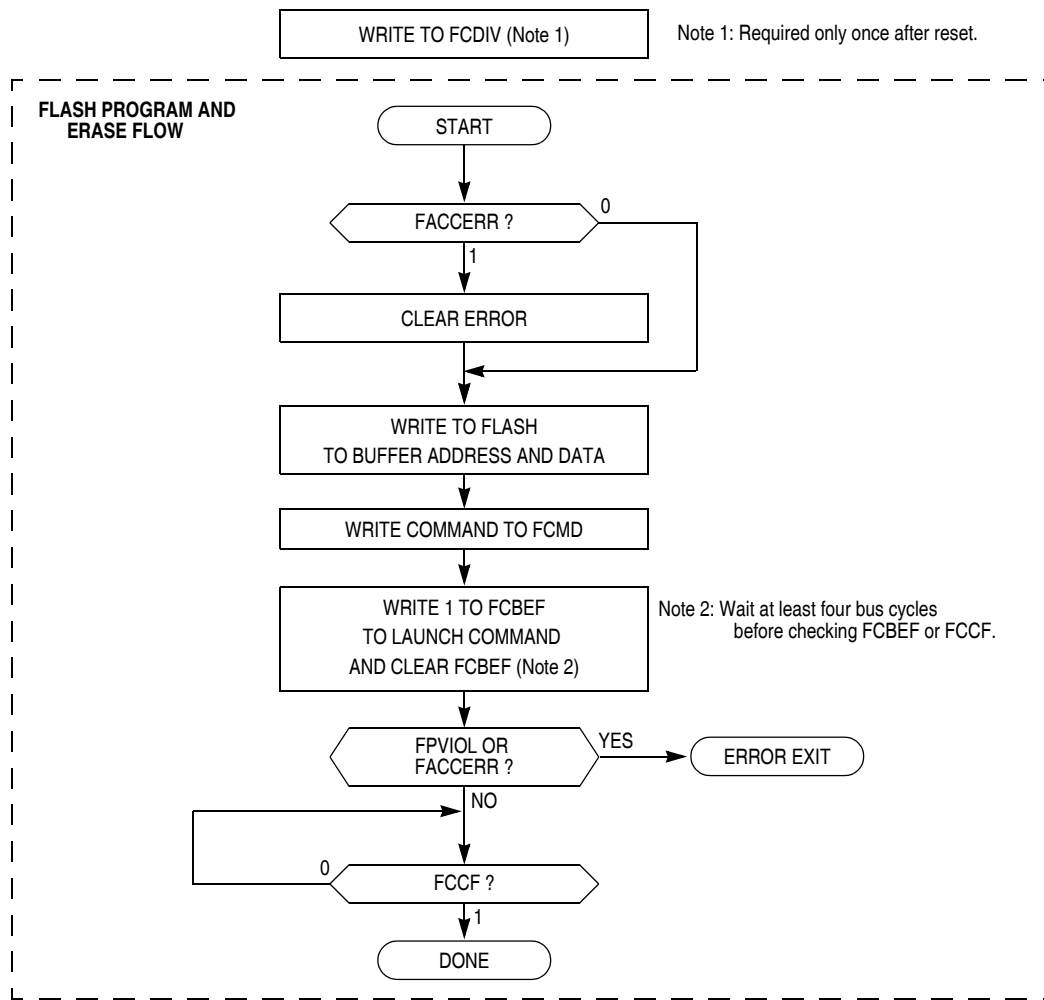 WRITE TO FCDIV (Note 1)
Note 1: Required only once after reset.
FLASH PROGRAM AND
ERASE FLOW
START
FACCERR ?
0
1
CLEAR ERROR
WRITE TO FLASH
TO BUFFER ADDRESS AND DATA
WRITE COMMAND TO FCMD
WRITE 1 TO FCBEF
TO LAUNCH COMMAND
AND CLEAR FCBEF (Note 2)
Note 2: Wait at least four bus cycles
before checking FCBEF or FCCF.
FPVIOL OR
FACCERR ?
YES
ERROR EXIT
NO
0
FCCF ?
1
DONE